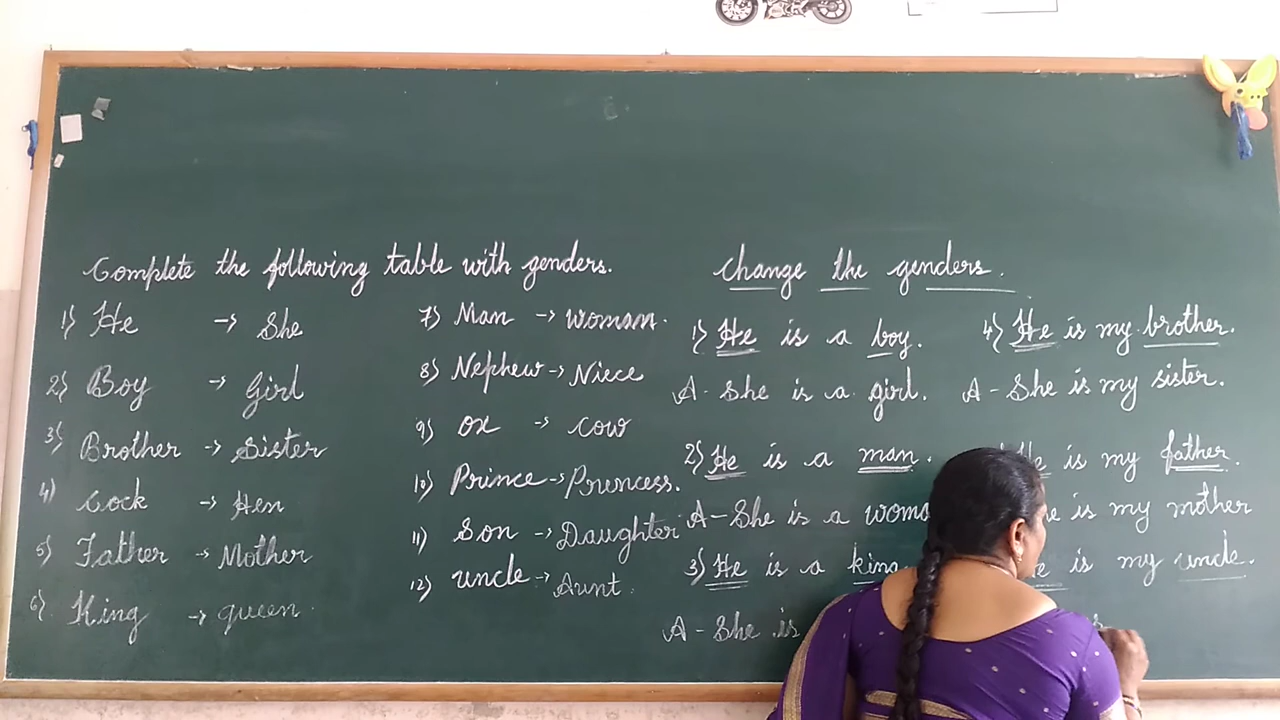 Complete the following table with genders.
1) He → She
2) Boy → Girl
3) Brother → Sister
4) Cock → Hen
5) Father → Mother
6) King → queen.
7) Man → woman.
8) Nephew → Niece
9) ox → cow
10) Prince → Prencess.
11) Son → Daughter
12) uncle → Aunt.
change the genders.
1) He is a boy.
A - She is a girl.
2) He is a man.
A - She is a woma
3) He is a king.
A - She is
4) He is my brother.
A - She is my sister.
is my father.
is my mother
is my uncle.